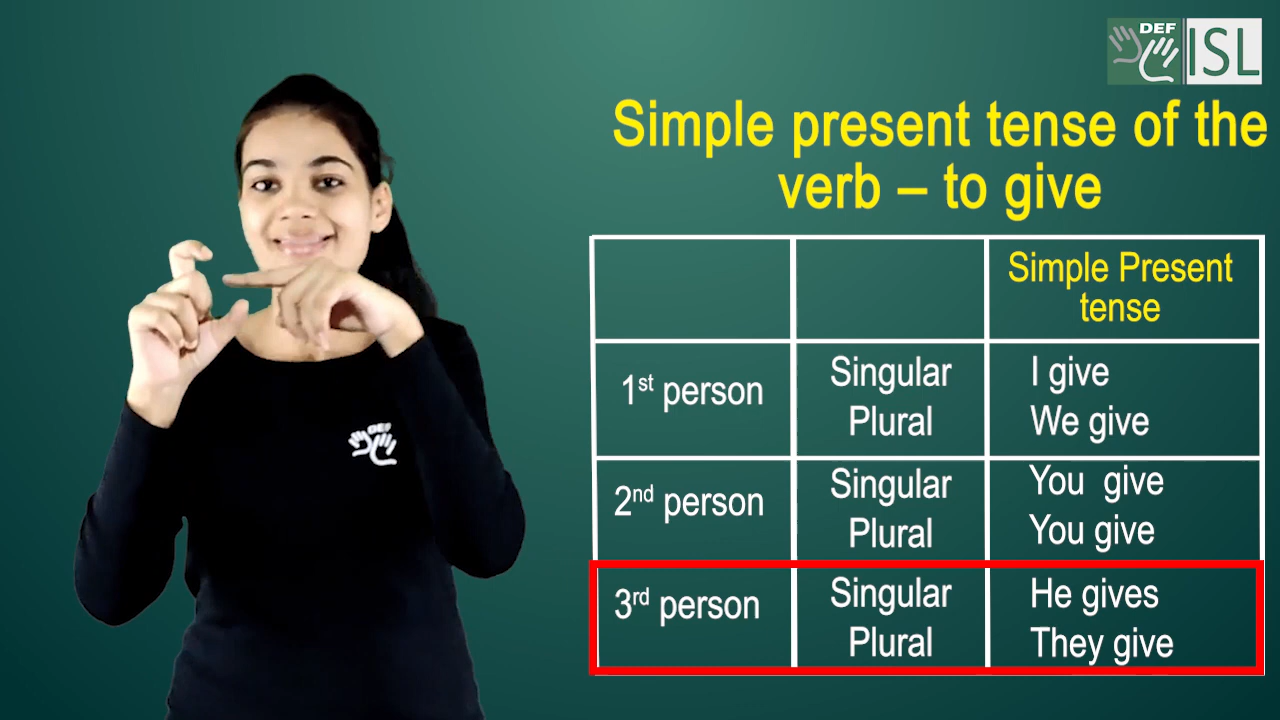 DEF
ISL
Simple present tense of the
verb – to give
Simple Present
tense
1st person
Singular
I give
Plural
We give
2nd person
Singular
You give
Plural
You give
3rd person
Singular
He gives
Plural
They give
DEF